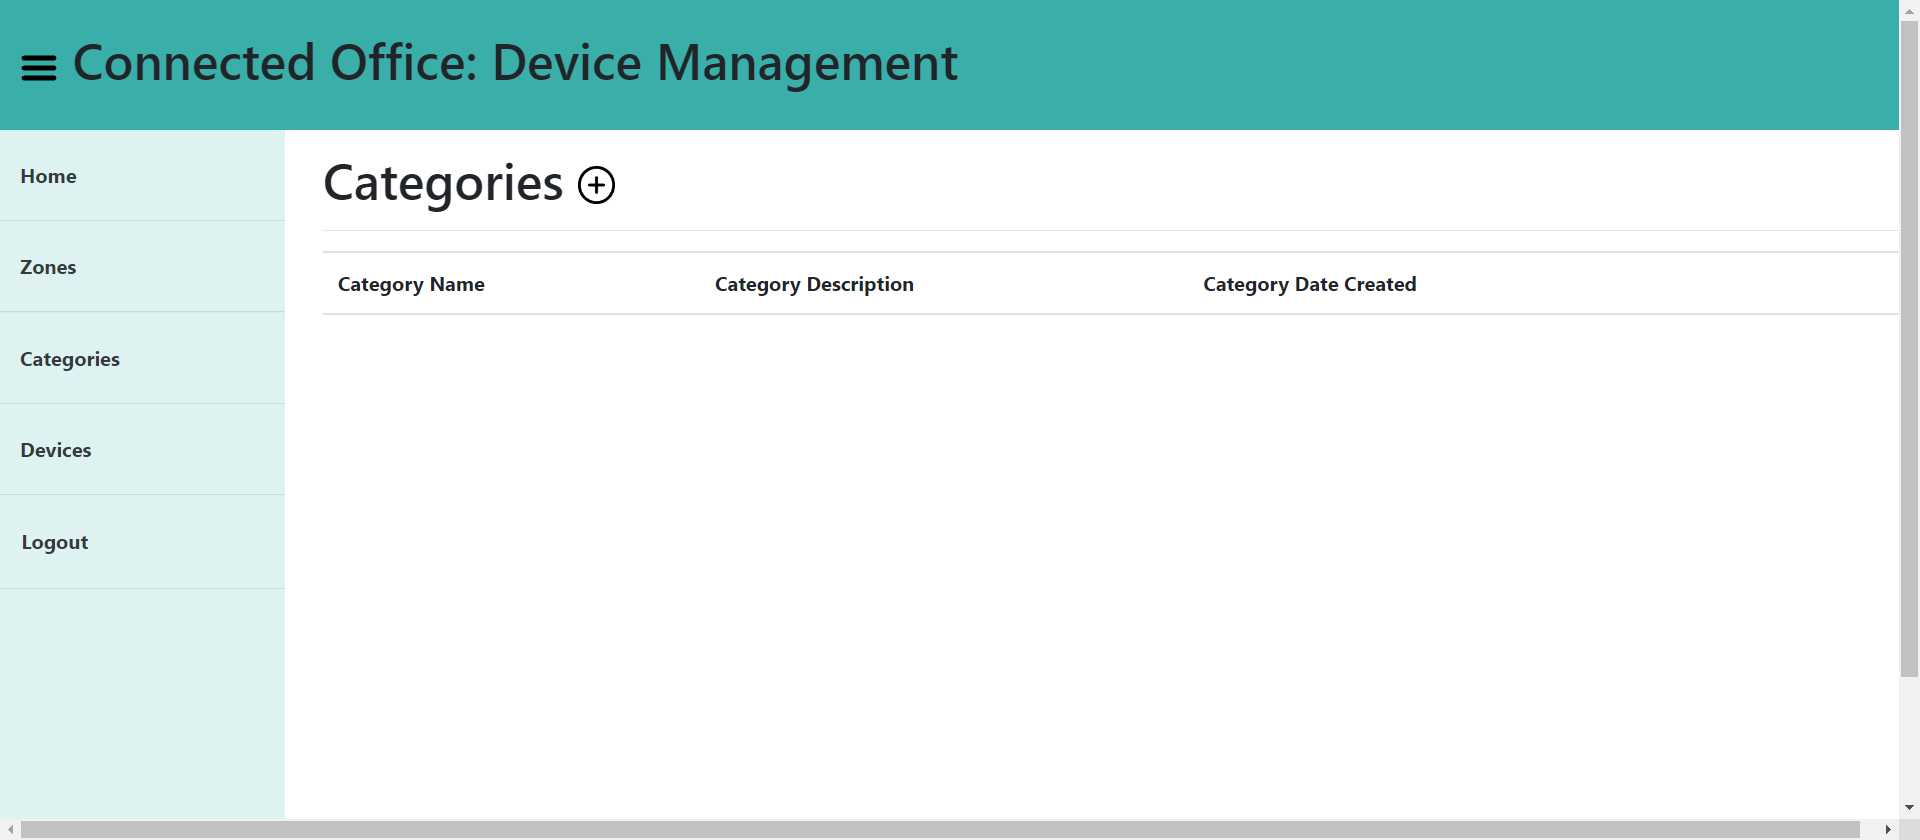 Connected Office: Device Management
Home
Zones
Categories
Devices
Logout
Categories
Category Name Category Description Category Date Created